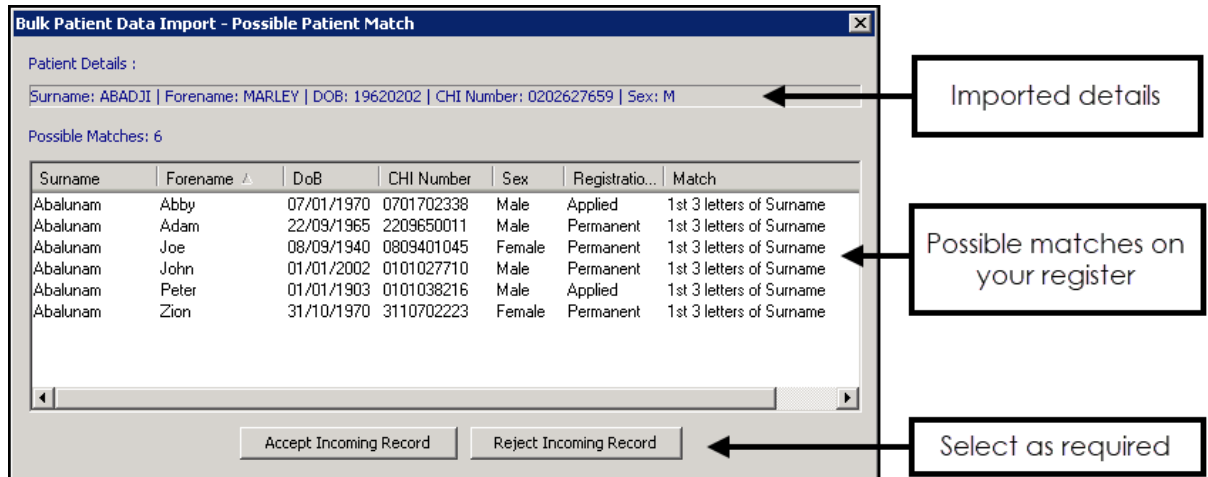 Bulk Patient Data Import - Possible Patient Match
Patient Details :
Surname: ABADJI | Forename: MARLEY | DOB: 19620202 | CHI Number: 0202627659 | Sex: M
Imported details
Possible Matches: 6
Surname Forename DoB CHI Number Sex Registratio... Match
Abalunam Abby 07/01/1970 0701702338 Male Applied 1st 3 letters of Surname
Abalunam Adam 22/09/1965 2209650011 Male Permanent 1st 3 letters of Surname
Abalunam Joe 08/09/1940 0809401045 Female Permanent 1st 3 letters of Surname
Abalunam John 01/01/2002 0101027710 Male Permanent 1st 3 letters of Surname
Abalunam Peter 01/01/1903 0101038216 Male Applied 1st 3 letters of Surname
Abalunam Zion 31/10/1970 3110702223 Female Permanent 1st 3 letters of Surname
Possible matches on
your register
Accept Incoming Record Reject Incoming Record
Select as required